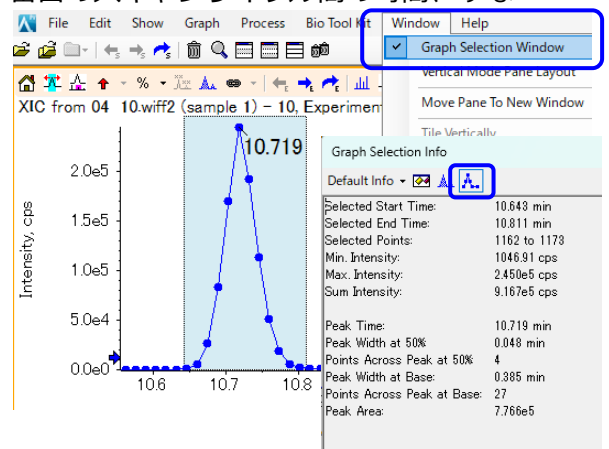 File Edit Show Graph Process Bio Tool Kit Window Help
Graph Selection Window
Vertical Mode Pane Layout
Move Pane To New Window
Tile Vertically
%
XIC from 04 10.wiff2 (sample 1) - 10, Experiment
10.719
Intensity, cps
2.0e5
1.5e5
1.0e5
5.0e4
0.0e0
10.6 10.7 10.8
Graph Selection Info
Default Info
Selected Start Time: 10.643 min
Selected End Time: 10.811 min
Selected Points: 1162 to 1173
Min. Intensity: 1046.91 cps
Max. Intensity: 2.450e5 cps
Sum Intensity: 9.167e5 cps
Peak Time: 10.719 min
Peak Width at 50% 0.048 min
Points Across Peak at 50% 4
Peak Width at Base: 0.385 min
Points Across Peak at Base: 27
Peak Area: 7.766e5